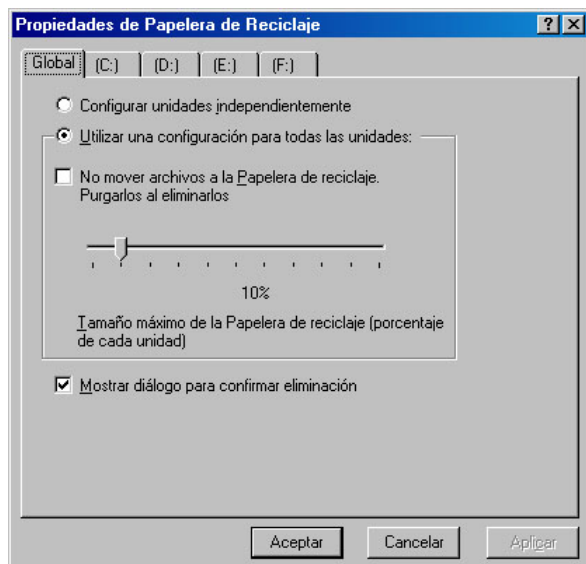 Propiedades de Papelera de Reciclaje
Global (C:) (D:) (E:) (F:)
Configurar unidades independientemente
Utilizar una configuración para todas las unidades:
No mover archivos a la Papelera de reciclaje.
Purgarlos al eliminarlos
10%
Tamaño máximo de la Papelera de reciclaje (porcentaje
de cada unidad)
Mostrar diálogo para confirmar eliminación
Aceptar Cancelar Aplicar